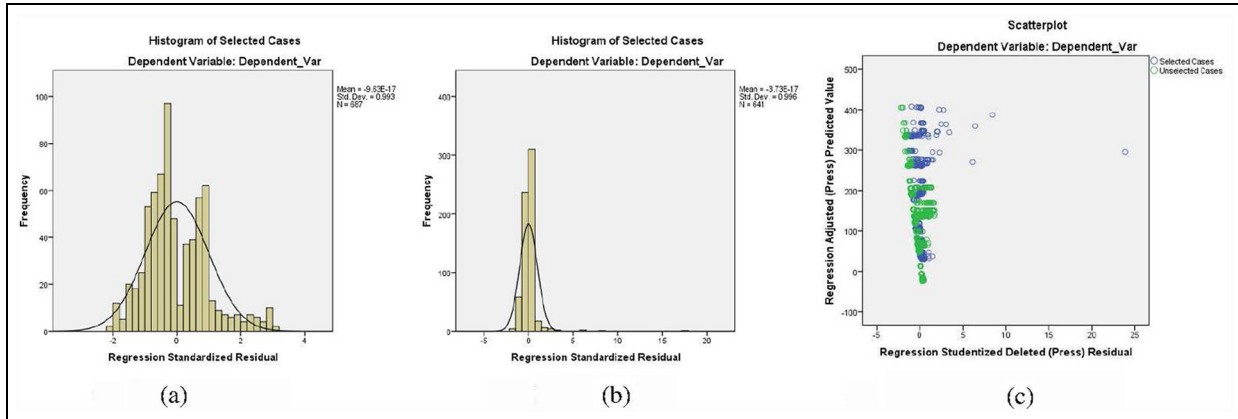 Histogram of Selected Cases
Dependent Variable: Dependent_Var
Mean = -9.63E-17
Std. Dev. = 0.993
N = 687
100
80
60
40
20
0
Frequency
-2
0
2
4
Regression Standardized Residual
(a)
Histogram of Selected Cases
Dependent Variable: Dependent_Var
Mean = -3.73E-17
Std. Dev. = 0.996
N = 641
400
300
200
100
0
Frequency
-5
0
5
10
15
20
Regression Standardized Residual
(b)
Scatterplot
Dependent Variable: Dependent_Var
Selected Cases
Unselected Cases
500
400
300
200
100
0
-100
Regression Adjusted (Press) Predicted Value
-5
0
5
10
15
20
25
Regression Studentized Deleted (Press) Residual
(c)